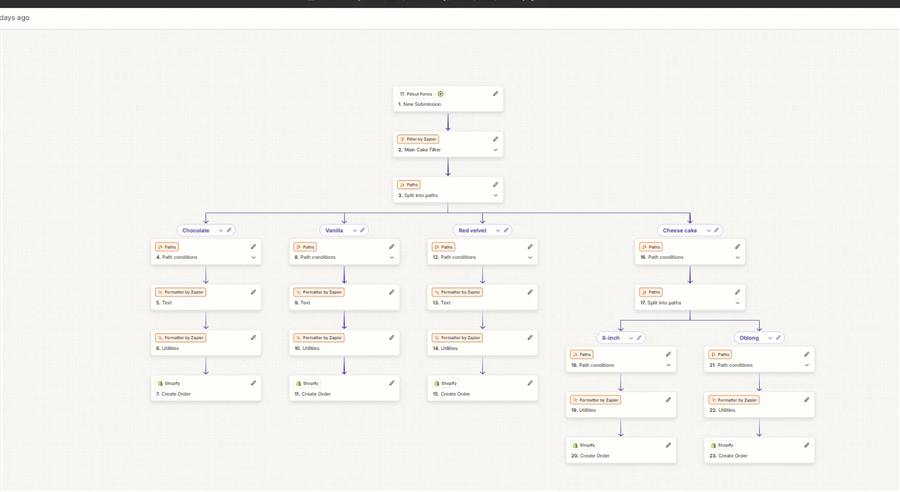 days ago
Fillout Forms
1. New Submission
Filter by Zapier
2. Main Cake Filter
Paths
3. Split into paths
Chocolate
Vanilla
Red velvet
Cheese cake
Paths
4. Path conditions
Paths
8. Path conditions
Paths
12. Path conditions
Paths
16. Path conditions
Formatter by Zapier
5. Text
Formatter by Zapier
9. Text
Formatter by Zapier
13. Text
Paths
17. Split into paths
Formatter by Zapier
6. Utilities
Formatter by Zapier
10. Utilities
Formatter by Zapier
14. Utilities
8-inch
Oblong
Paths
18. Path conditions
Paths
21. Path conditions
Shopify
7. Create Order
Shopify
11. Create Order
Shopify
15. Create Order
Formatter by Zapier
19. Utilities
Formatter by Zapier
22. Utilities
Shopify
20. Create Order
Shopify
23. Create Order